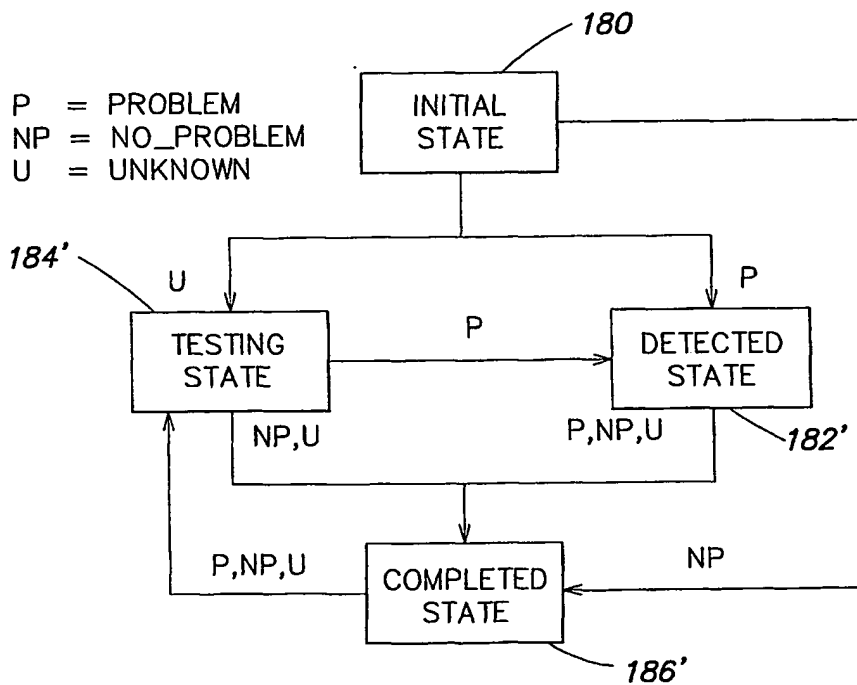 180
P = PROBLEM
NP = NO_PROBLEM
U = UNKNOWN
INITIAL
STATE
184’
U
P
P
TESTING
STATE
DETECTED
STATE
NP,U
P,NP,U
182’
P,NP,U
NP
COMPLETED
STATE
186’